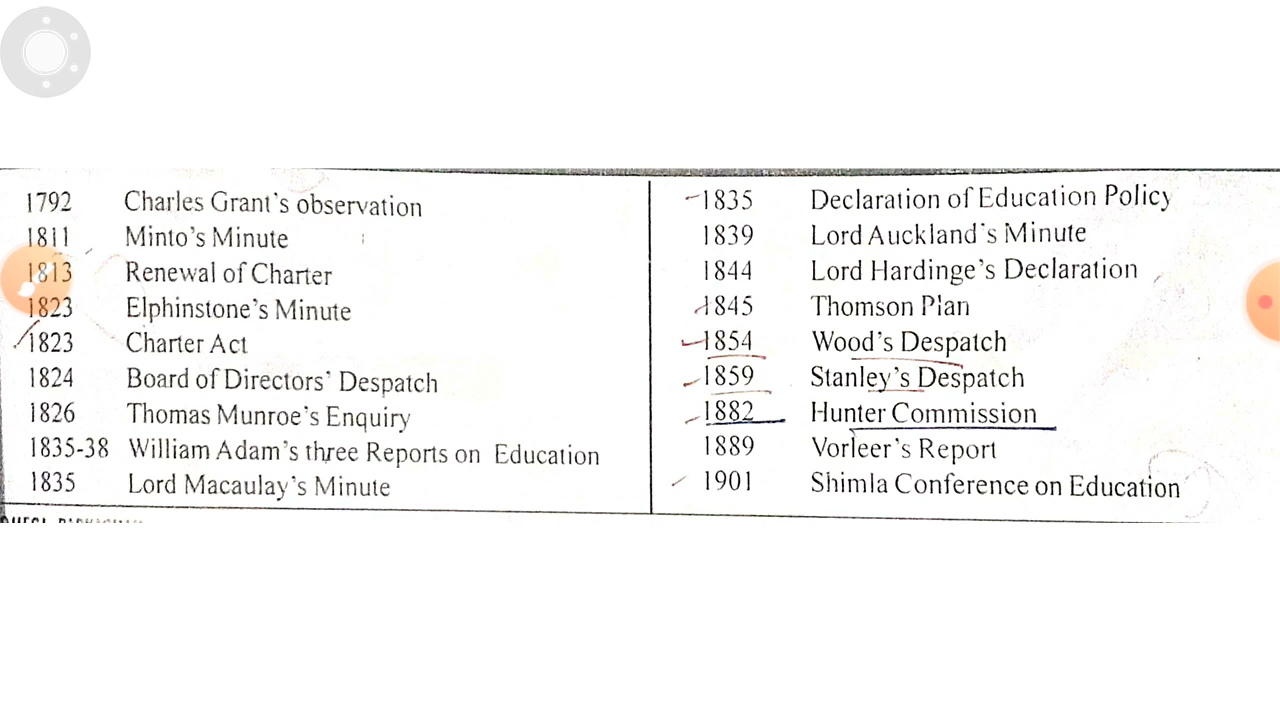 1792 Charles Grant's observation
1811 Minto's Minute
1813 Renewal of Charter
1823 Elphinstone's Minute
1823 Charter Act
1824 Board of Directors' Despatch
1826 Thomas Munroe's Enquiry
1835-38 William Adam's three Reports on Education
1835 Lord Macaulay's Minute
1835 Declaration of Education Policy
1839 Lord Auckland's Minute
1844 Lord Hardinge's Declaration
1845 Thomson Plan
1854 Wood's Despatch
1859 Stanley's Despatch
1882 Hunter Commission
1889 Vorleer's Report
1901 Shimla Conference on Education